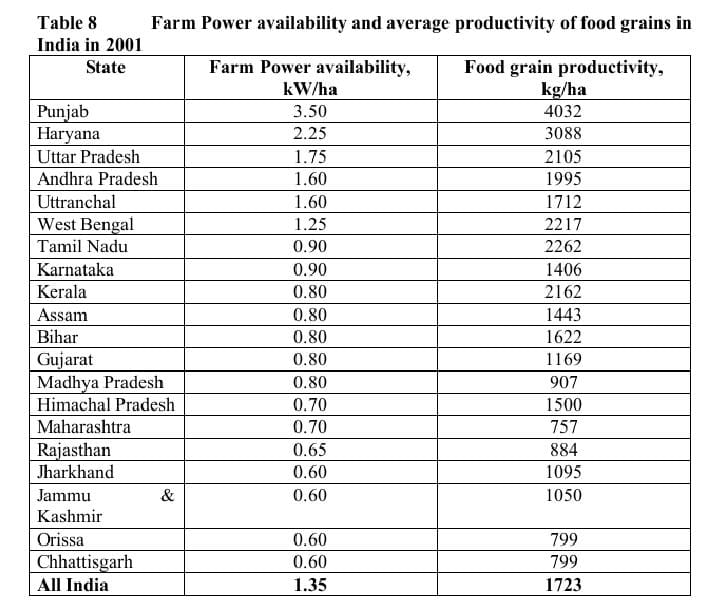 Table 8 Farm Power availability and average productivity of food grains in
India in 2001
State Farm Power availability, kW/ha Food grain productivity, kg/ha
Punjab 3.50 4032
Haryana 2.25 3088
Uttar Pradesh 1.75 2105
Andhra Pradesh 1.60 1995
Uttranchal 1.60 1712
West Bengal 1.25 2217
Tamil Nadu 0.90 2262
Karnataka 0.90 1406
Kerala 0.80 2162
Assam 0.80 1443
Bihar 0.80 1622
Gujarat 0.80 1169
Madhya Pradesh 0.80 907
Himachal Pradesh 0.70 1500
Maharashtra 0.70 757
Rajasthan 0.65 884
Jharkhand 0.60 1095
Jammu & Kashmir 0.60 1050
Orissa 0.60 799
Chhattisgarh 0.60 799
All India 1.35 1723